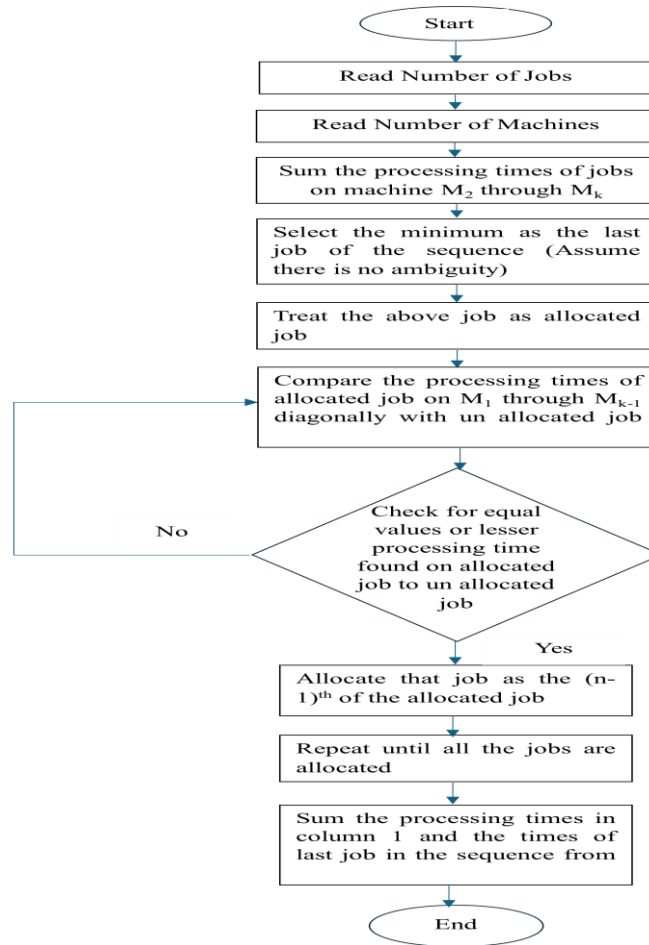 Start
Read Number of Jobs
Read Number of Machines
Sum the processing times of jobs
on machine M₂ through Mₖ
Select the minimum as the last
job of the sequence (Assume
there is no ambiguity)
Treat the above job as allocated
job
Compare the processing times of
allocated job on M₁ through Mₖ₋₁
diagonally with un allocated job
Check for equal
values or lesser
processing time
found on allocated
job to un allocated
job
No
Yes
Allocate that job as the (n-
1)ᵗʰ of the allocated job
Repeat until all the jobs are
allocated
Sum the processing times in
column 1 and the times of
last job in the sequence from
End